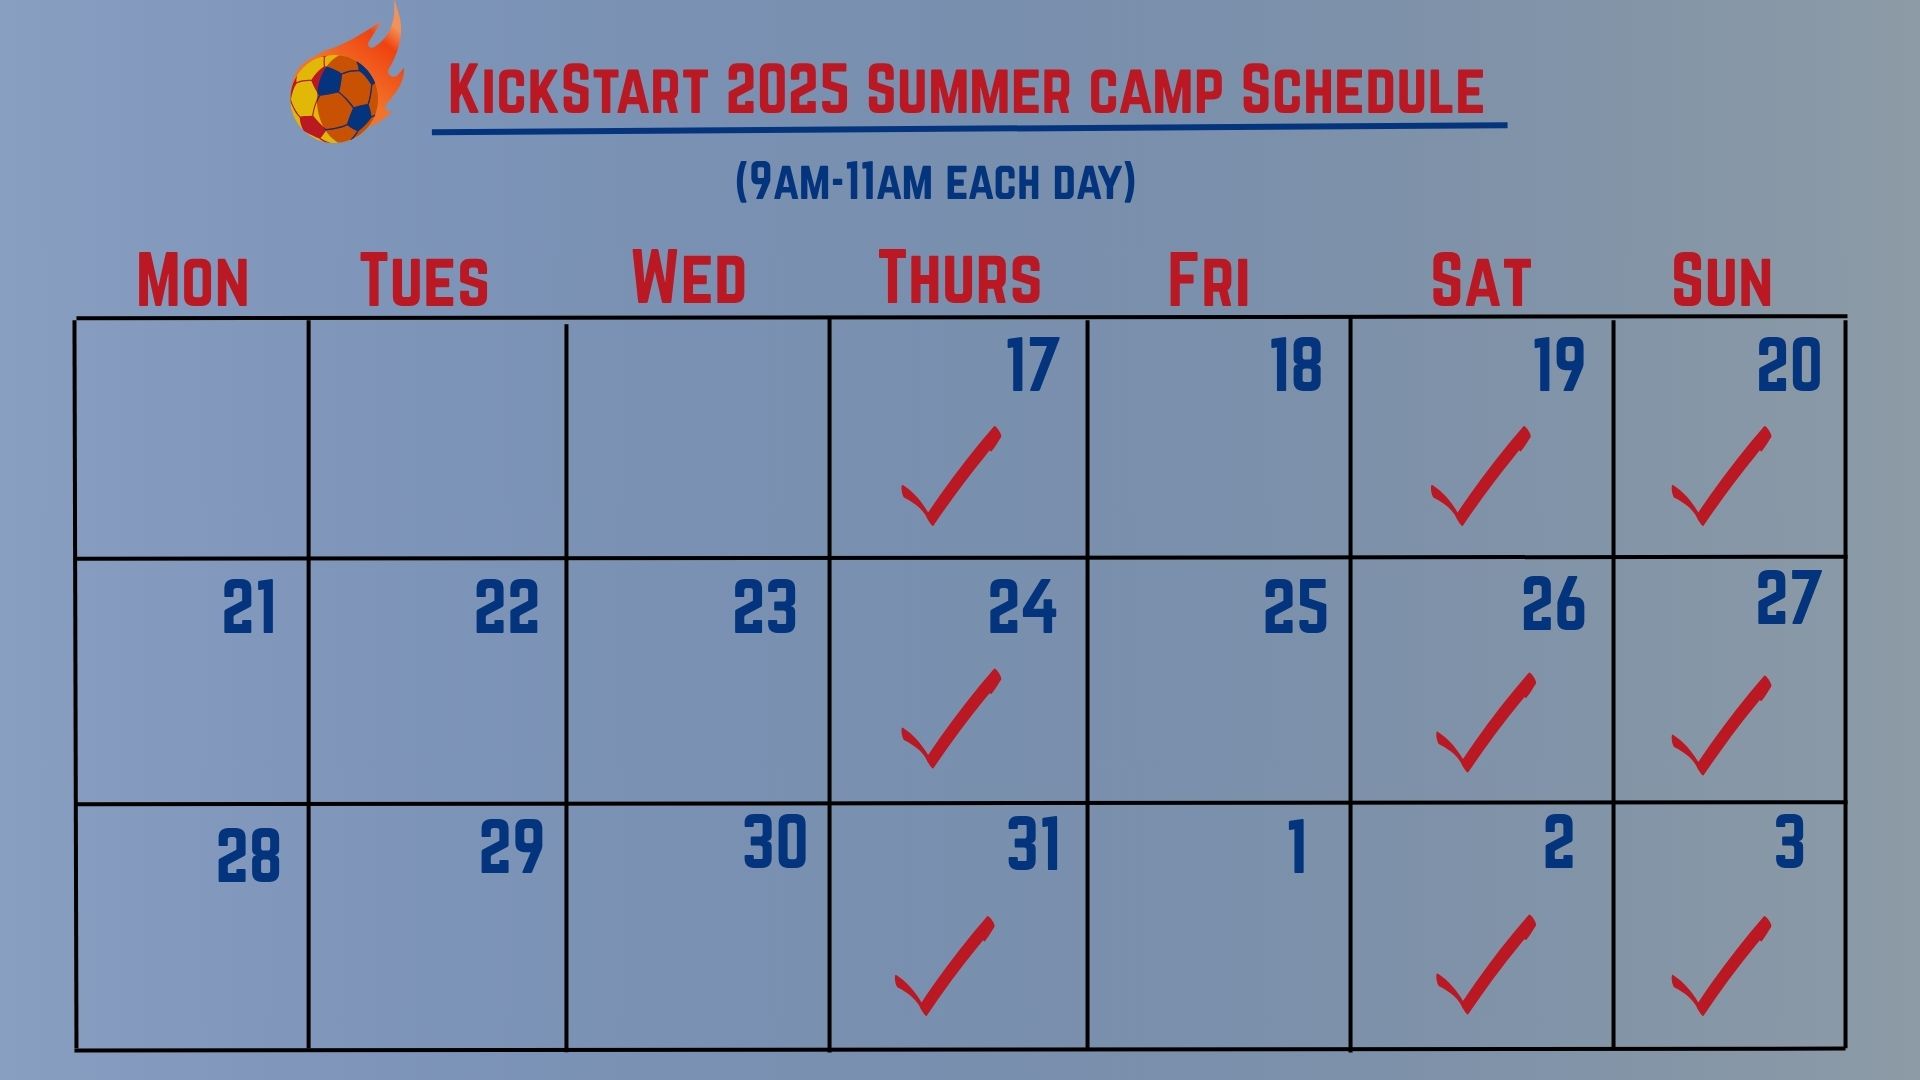 KickStart 2025 Summer camp Schedule
(9am-11am each day)
Mon Tues Wed Thurs Fri Sat Sun
17 18 19 20
21 22 23 24 25 26 27
28 29 30 31 1 2 3